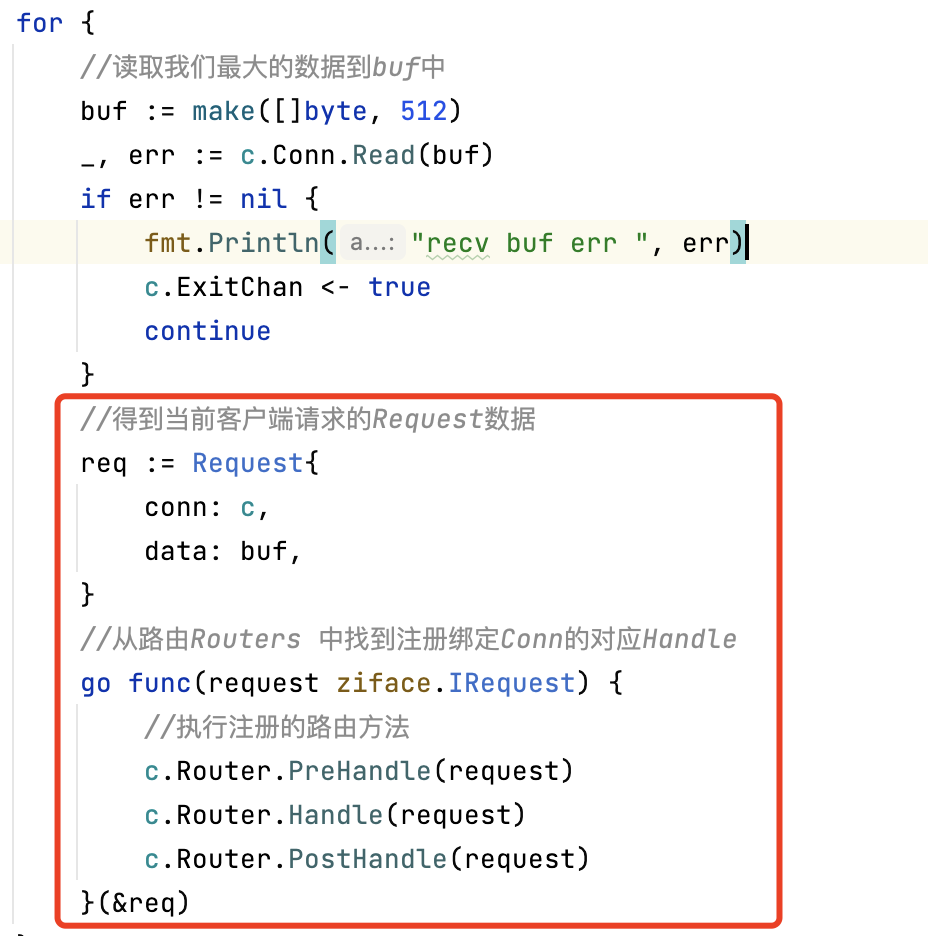 for {
//读取我们最大的数据到buf中
buf := make([]byte, 512)
_, err := c.Conn.Read(buf)
if err != nil {
fmt.Println( a...: "recv buf err ", err)
c.ExitChan <- true
continue
}
//得到当前客户端请求的Request数据
req := Request{
conn: c,
data: buf,
}
//从路由Routers 中找到注册绑定Conn的对应Handle
go func(request ziface.IRequest) {
//执行注册的路由方法
c.Router.PreHandle(request)
c.Router.Handle(request)
c.Router.PostHandle(request)
}(&req)